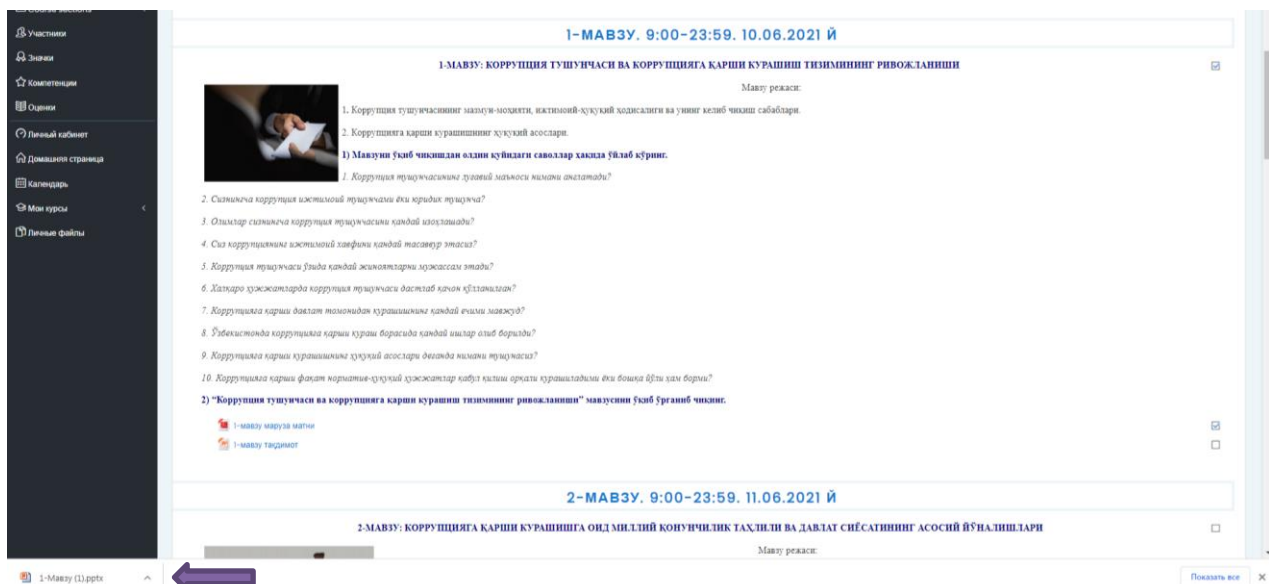 Course sections
Участники
Значки
Компетенции
Оценки
Личный кабинет
Домашняя страница
Календарь
Мои курсы
Личные файлы
1-МАВЗУ. 9:00-23:59. 10.06.2021 Й
1-МАВЗУ: КОРРУПЦИЯ ТУШУНЧАСИ ВА КОРРУПЦИЯГА ҚАРШИ КУРАШИШ ТИЗИМИНИНГ РИВОЖЛАНИШИ
Мавзу режаси:
1. Коррупция тушунчасининг мазмун-моҳияти, ижтимоий-ҳуқуқий ҳодисалиги ва унинг келиб чиқиш сабаблари.
2. Коррупцияга қарши курашишнинг ҳуқуқий асослари.
1) Мавзуни ўқиб чиқишдан олдин қуйидаги саволлар ҳақида ўйлаб кўринг.
1. Коррупция тушунчасининг луғавий маъноси нимани англатади?
2. Сизнингча коррупция ижтимоий тушунчами ёки юридик тушунча?
3. Олимлар сизнингча коррупция тушунчасини қандай изоҳлашади?
4. Сиз коррупциянинг ижтимоий хавфини қандай тасаввур этасиз?
5. Коррупция тушунчаси ўзида қандай жиноятларни мужассам этади?
6. Халқаро ҳужжатларда коррупция тушунчаси дастлаб қачон қўлланилган?
7. Коррупцияга қарши давлат томонидан курашишнинг қандай ечими мавжуд?
8. Ўзбекистонда коррупцияга қарши кураш борасида қандай ишлар олиб борилди?
9. Коррупцияга қарши курашишнинг ҳуқуқий асослари деганда нимани тушунасиз?
10. Коррупцияга қарши фақат норматив-ҳуқуқий ҳужжатлар қабул қилиш орқали курашиладими ёки бошқа йўли ҳам борми?
2) “Коррупция тушунчаси ва коррупцияга қарши курашиш тизимининг ривожланиши” мавзусини ўқиб ўрганиб чиқинг.
1-мавзу маруза матни
1-мавзу тақдимот
2-МАВЗУ. 9:00-23:59. 11.06.2021 Й
2-МАВЗУ: КОРРУПЦИЯГА ҚАРШИ КУРАШИШГА ОИД МИЛЛИЙ ҚОНУНЧИЛИК ТАҲЛИЛИ ВА ДАВЛАТ СИЁСАТИНИНГ АСОСИЙ ЙЎНАЛИШЛАРИ
Мавзу режаси:
1-Мавзу (1).pptx
Показать все